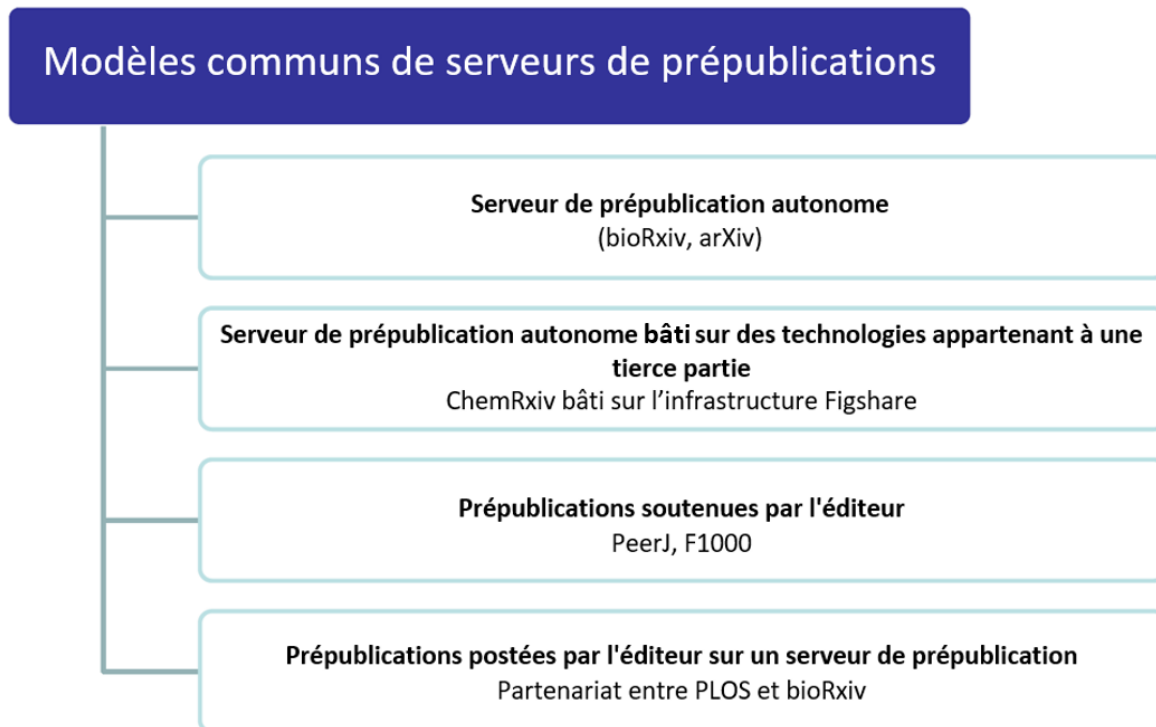 Modèles communs de serveurs de prépublications
Serveur de prépublication autonome
(bioRxiv, arXiv)
Serveur de prépublication autonome bâti sur des technologies appartenant à une
tierce partie
ChemRxiv bâti sur l’infrastructure Figshare
Prépublications soutenues par l'éditeur
PeerJ, F1000
Prépublications postées par l'éditeur sur un serveur de prépublication
Partenariat entre PLOS et bioRxiv